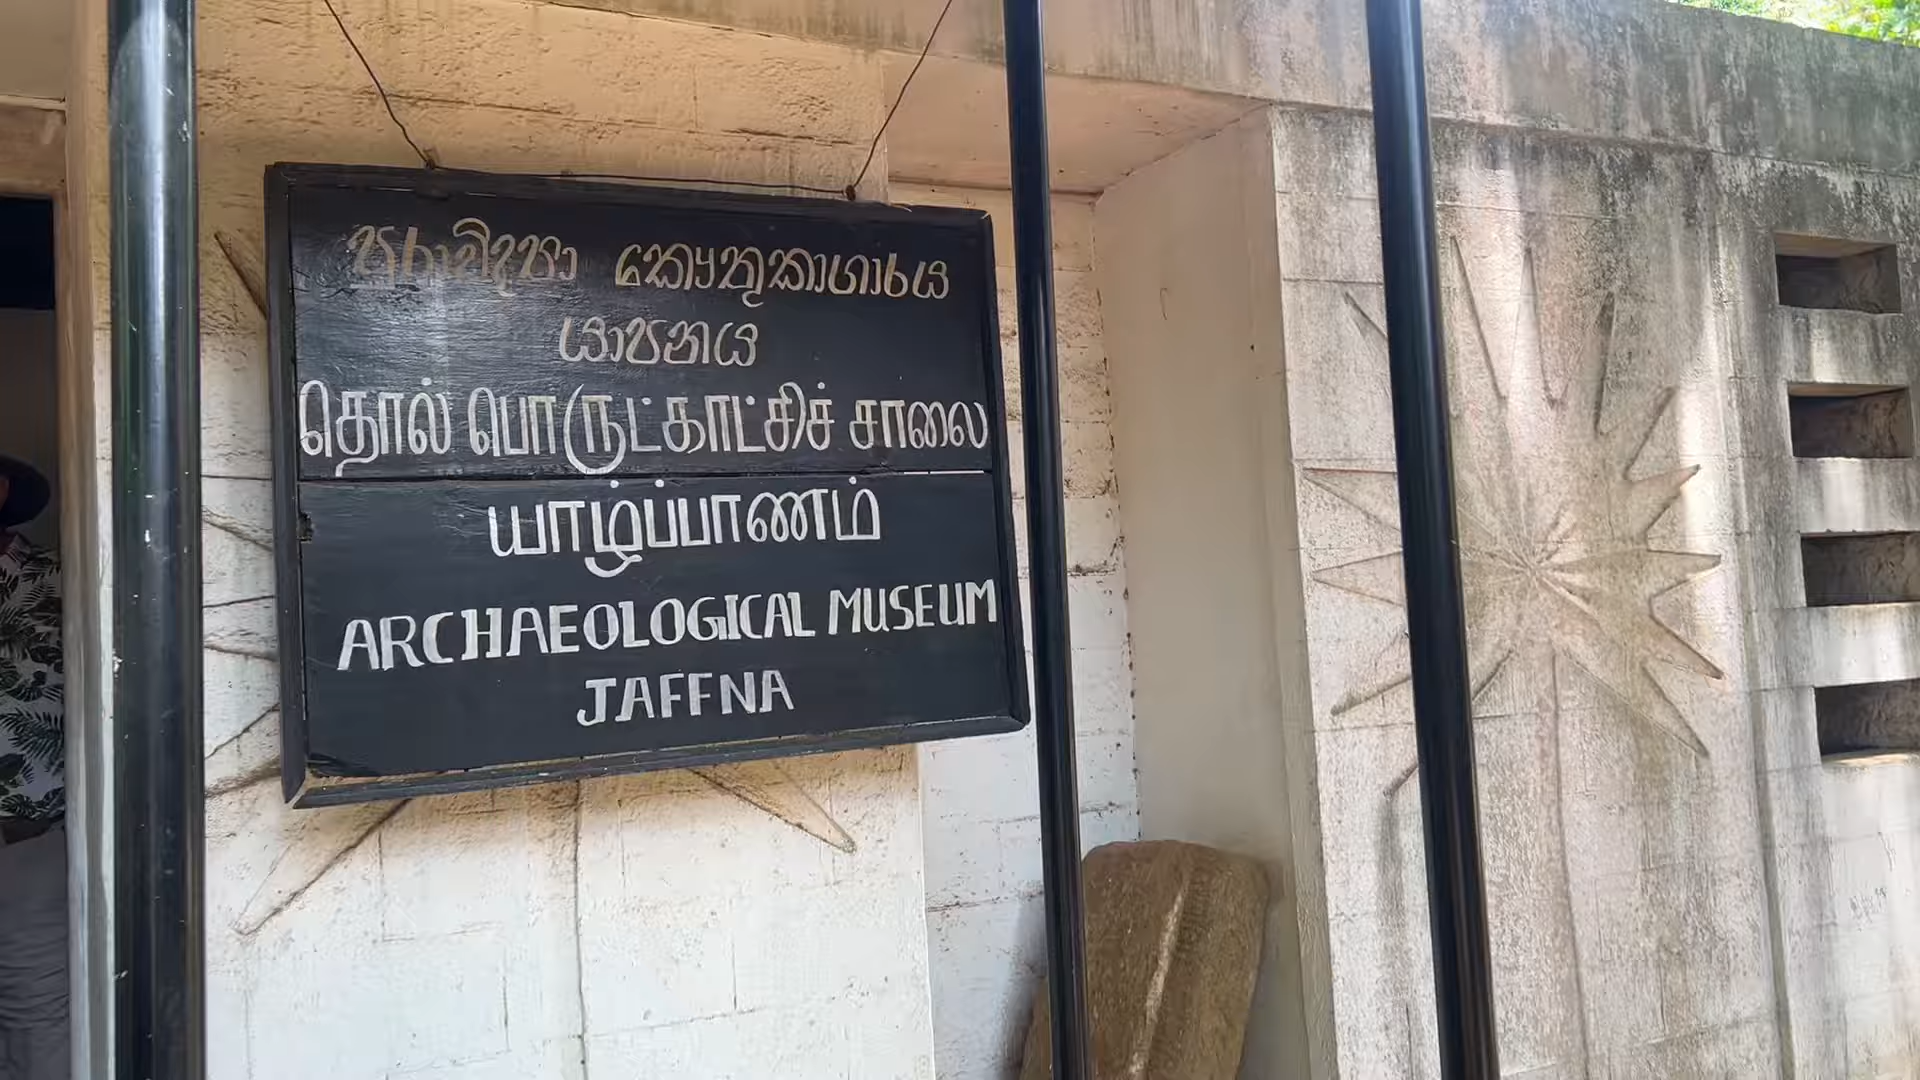 පුරාවිද්‍යා කෞතුකාගාරය
යාපනය
தொல் பொருட்காட்சிச் சாலை
யாழ்ப்பாணம்
ARCHAEOLOGICAL MUSEUM
JAFFNA